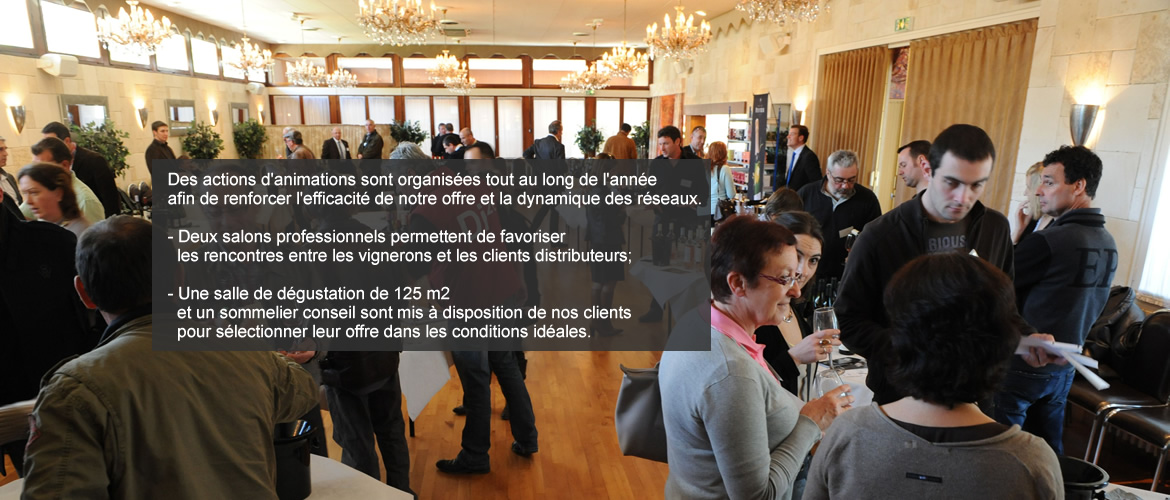 Des actions d'animations sont organisées tout au long de l'année
afin de renforcer l'efficacité de notre offre et la dynamique des réseaux.
- Deux salons professionnels permettent de favoriser
les rencontres entre les vignerons et les clients distributeurs;
- Une salle de dégustation de 125 m2
et un sommelier conseil sont mis à disposition de nos clients
pour sélectionner leur offre dans les conditions idéales.